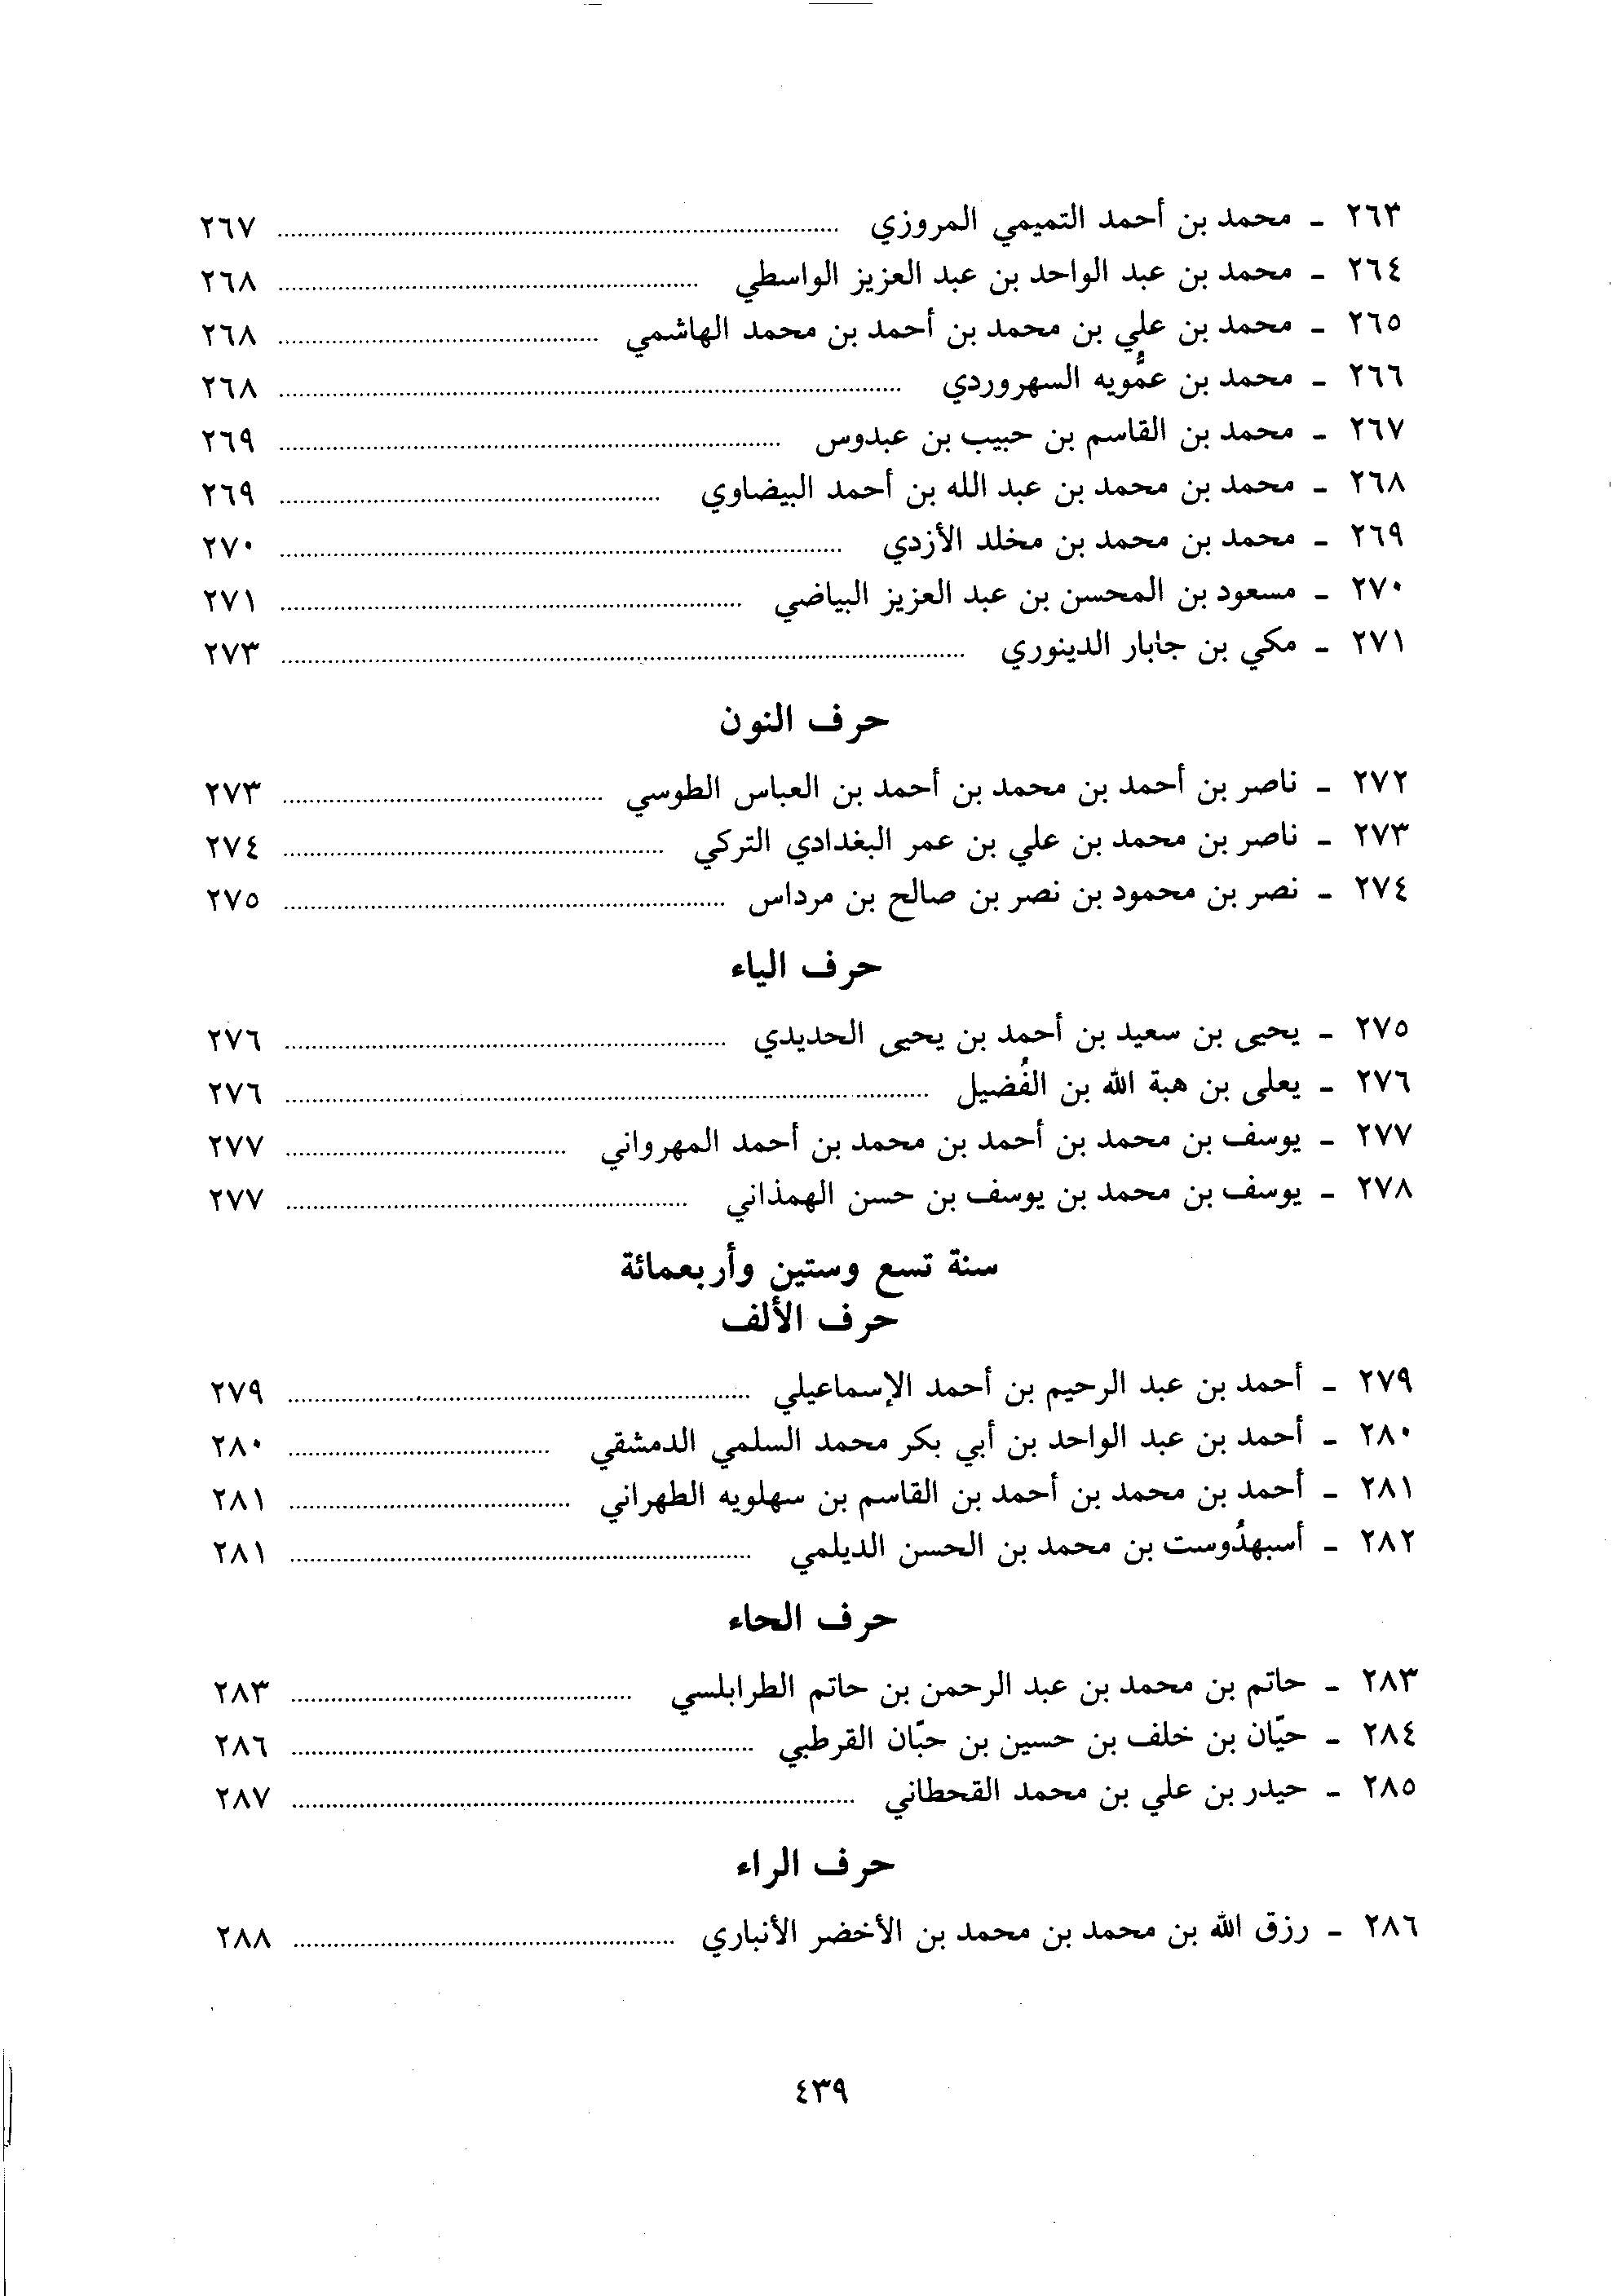 ٢٦٣ - محمد بن أحمد التميمي المروزي ........ ٢٦٧
٢٦٤ - محمد بن عبد الواحد بن عبد العزيز الواسطي ........ ٢٦٨
٢٦٥ - محمد بن علي بن محمد بن أحمد بن محمد الهاشمي ........ ٢٦٨
٢٦٦ - محمد بن عمُّويه السهروردي ........ ٢٦٨
٢٦٧ - محمد بن القاسم بن حبيب بن عبدوس ........ ٢٦٩
٢٦٨ - محمد بن محمد بن عبد الله بن أحمد البيضاوي ........ ٢٦٩
٢٦٩ - محمد بن محمد بن مخلد الأزدي ........ ٢٧٠
٢٧٠ - مسعود بن المحسن بن عبد العزيز البياضي ........ ٢٧١
٢٧١ - مكي بن جابار الدينوري ........ ٢٧٣
حرف النون
٢٧٢ - ناصر بن أحمد بن محمد بن أحمد بن العباس الطوسي ........ ٢٧٣
٢٧٣ - ناصر بن محمد بن علي بن عمر البغدادي التركي ........ ٢٧٤
٢٧٤ - نصر بن محمود بن نصر بن صالح بن مرداس ........ ٢٧٥
حرف الياء
٢٧٥ - يحيى بن سعيد بن أحمد بن يحيى الحديدي ........ ٢٧٦
٢٧٦ - يعلى بن هبة الله بن الفُضيل ........ ٢٧٦
٢٧٧ - يوسف بن محمد بن أحمد بن محمد بن أحمد المهرواني ........ ٢٧٧
٢٧٨ - يوسف بن محمد بن يوسف بن حسن الهمذاني ........ ٢٧٧
سنة تسع وستين وأربعمائة
حرف الألف
٢٧٩ - أحمد بن عبد الرحيم بن أحمد الإسماعيلي ........ ٢٧٩
٢٨٠ - أحمد بن عبد الواحد بن أبي بكر محمد السلمي الدمشقي ........ ٢٨٠
٢٨١ - أحمد بن محمد بن أحمد بن القاسم بن سهلويه الطهراني ........ ٢٨١
٢٨٢ - أسبهدُوست بن محمد بن الحسن الديلمي ........ ٢٨١
حرف الحاء
٢٨٣ - حاتم بن محمد بن عبد الرحمن بن حاتم الطرابلسي ........ ٢٨٣
٢٨٤ - حيّان بن خلف بن حسين بن حبّان القرطبي ........ ٢٨٦
٢٨٥ - حيدر بن علي بن محمد القحطاني ........ ٢٨٧
حرف الراء
٢٨٦ - رزق الله بن محمد بن محمد بن الأخضر الأنباري ........ ٢٨٨
٤٣٩